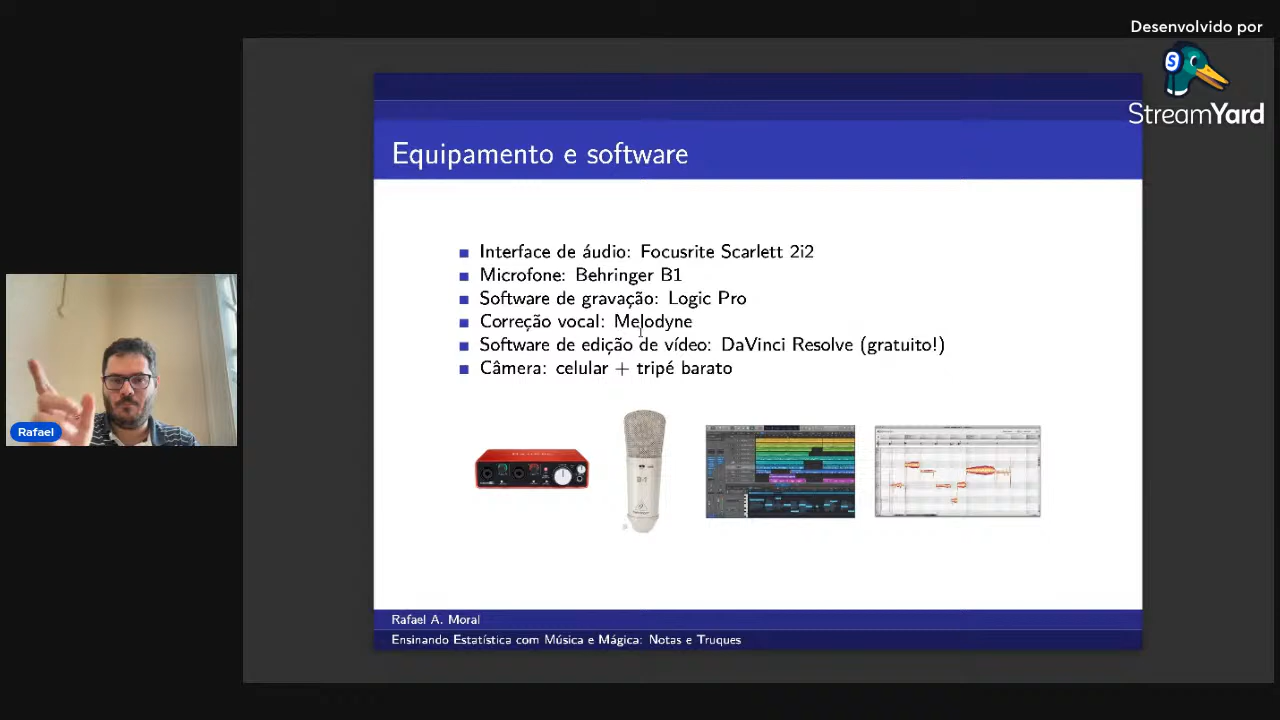 Desenvolvido por
StreamYard
Equipamento e software
Interface de áudio: Focusrite Scarlett 2i2
Microfone: Behringer B1
Software de gravação: Logic Pro
Correção vocal: Melodyne
Software de edição de vídeo: DaVinci Resolve (gratuito!)
Câmera: celular + tripé barato
Rafael
Rafael A. Moral
Ensinando Estatística com Música e Mágica: Notas e Truques